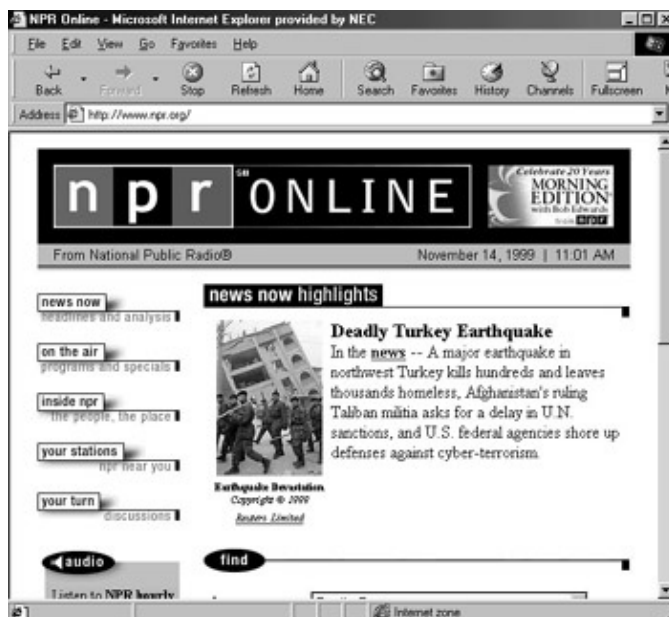 NPR Online - Microsoft Internet Explorer provided by NEC
File Edit View Go Favorites Help
Back Forward Stop Refresh Home Search Favorites History Channels Fullscreen
Address http://www.npr.org/
npr SM ONLINE
Celebrate 20 Years
MORNING
EDITION
with Bob Edwards
npr
From National Public Radio® November 14, 1999 | 11:01 AM
news now highlights
news now
headlines and analysis
on the air
programs and specials
inside npr
the people, the place
your stations
npr near you
your turn
discussions
Deadly Turkey Earthquake
In the news -- A major earthquake in
northwest Turkey kills hundreds and leaves
thousands homeless, Afghanistan's ruling
Taliban militia asks for a delay in U.N.
sanctions, and U.S. federal agencies shore up
defenses against cyber-terrorism.
Earthquake Devastation
Copyright © 1999
Reuters Limited
audio
find
Listen to NPR hourly
Internet zone